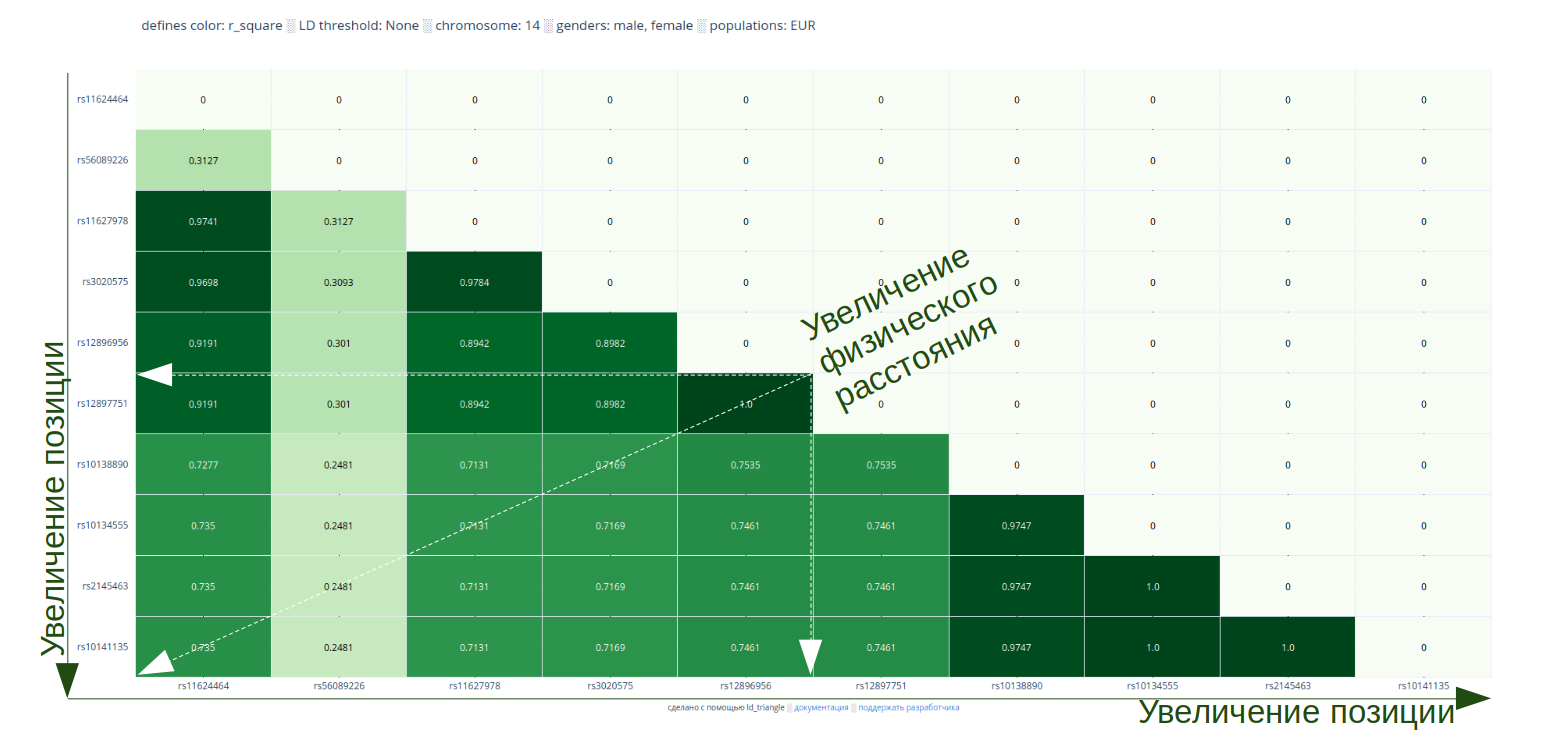 defines color: r_square ░ LD threshold: None ░ chromosome: 14 ░ genders: male, female ░ populations: EUR
rs11624464 0 0 0 0 0 0 0 0 0 0
rs56089226 0.3127 0 0 0 0 0 0 0 0 0
rs11627978 0.9741 0.3127 0 0 0 0 0 0 0 0
rs3020575 0.9698 0.3093 0.9784 0 0 0 0 0 0 0
rs12896956 0.9191 0.301 0.8942 0.8982 0 0 0 0 0 0
rs12897751 0.9191 0.301 0.8942 0.8982 1.0 0 0 0 0 0
rs10138890 0.7277 0.2481 0.7131 0.7169 0.7535 0.7535 0 0 0 0
rs10134555 0.735 0.2481 0.7131 0.7169 0.7461 0.7461 0.9747 0 0 0
rs2145463 0.735 0.2481 0.7131 0.7169 0.7461 0.7461 0.9747 1.0 0 0
rs10141135 0.735 0.2481 0.7131 0.7169 0.7461 0.7461 0.9747 1.0 1.0 0
rs11624464 rs56089226 rs11627978 rs3020575 rs12896956 rs12897751 rs10138890 rs10134555 rs2145463 rs10141135
Увеличение
физического
расстояния
Увеличение позиции
Увеличение позиции
сделано с помощью ld_triangle ░ документация ░ поддержать разработчика